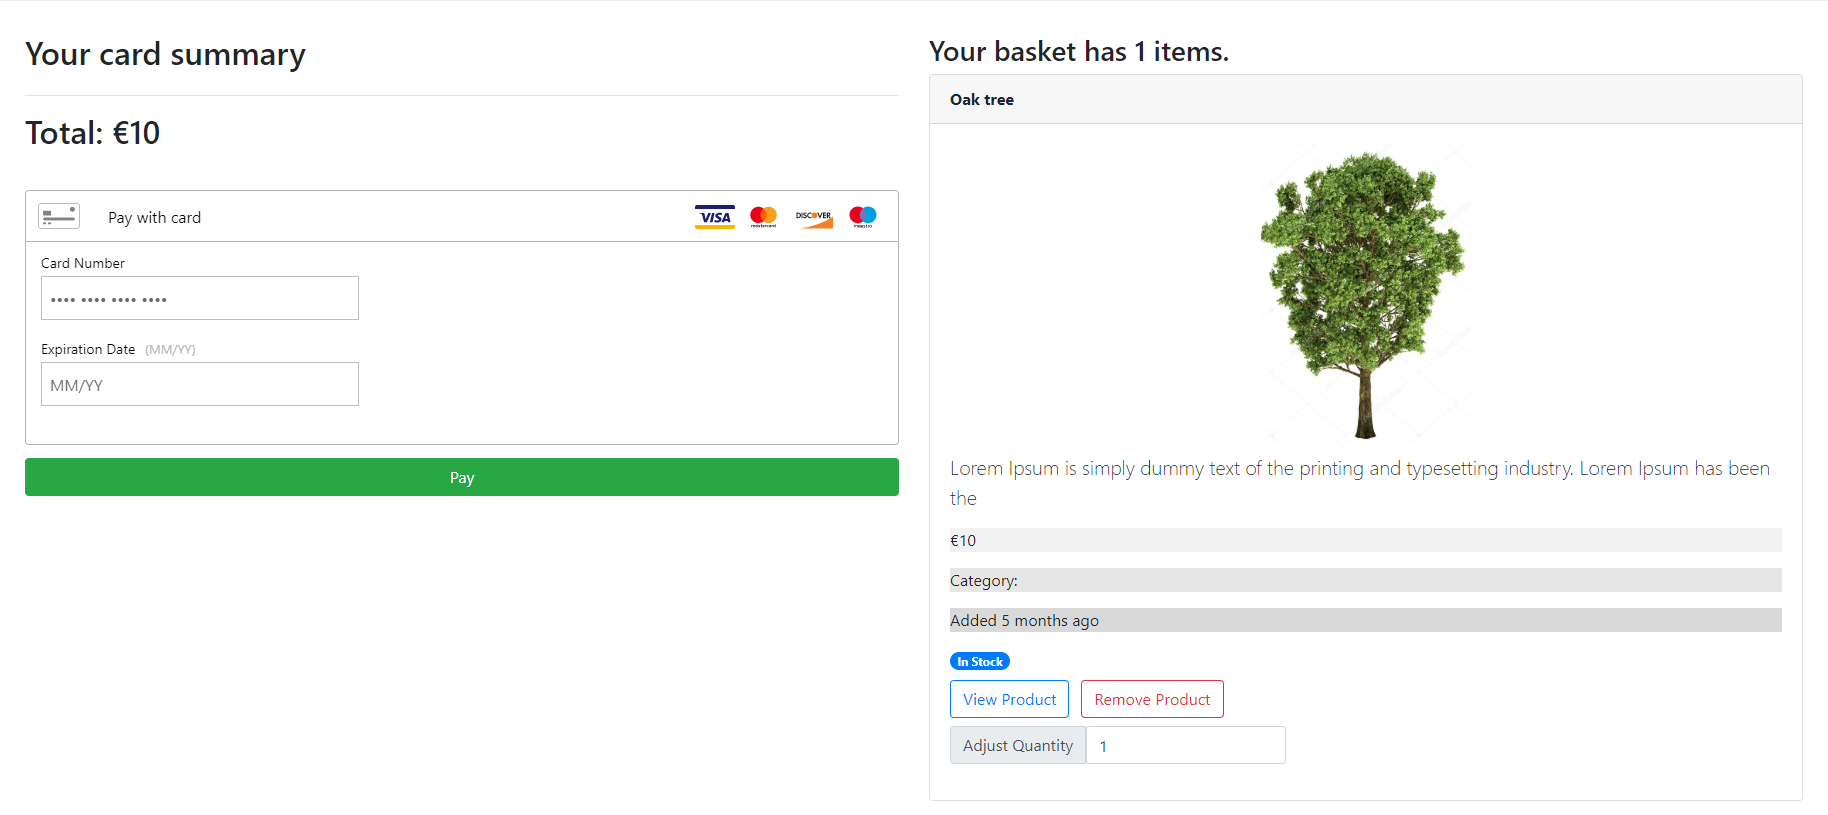 Your card summary
Total: €10
Pay with card
VISA
mastercard
DISCOVER
maestro
Card Number
•••• •••• •••• ••••
Expiration Date (MM/YY)
MM/YY
Pay
Your basket has 1 items.
Oak tree
Lorem Ipsum is simply dummy text of the printing and typesetting industry. Lorem Ipsum has been
the
€10
Category:
Added 5 months ago
In Stock
View Product
Remove Product
Adjust Quantity
1